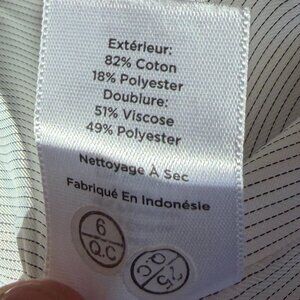 Extérieur:
82% Coton
18% Polyester
Doublure:
51% Viscose
49% Polyester
Nettoyage À Sec
Fabriqué En Indonésie
6
Q.C